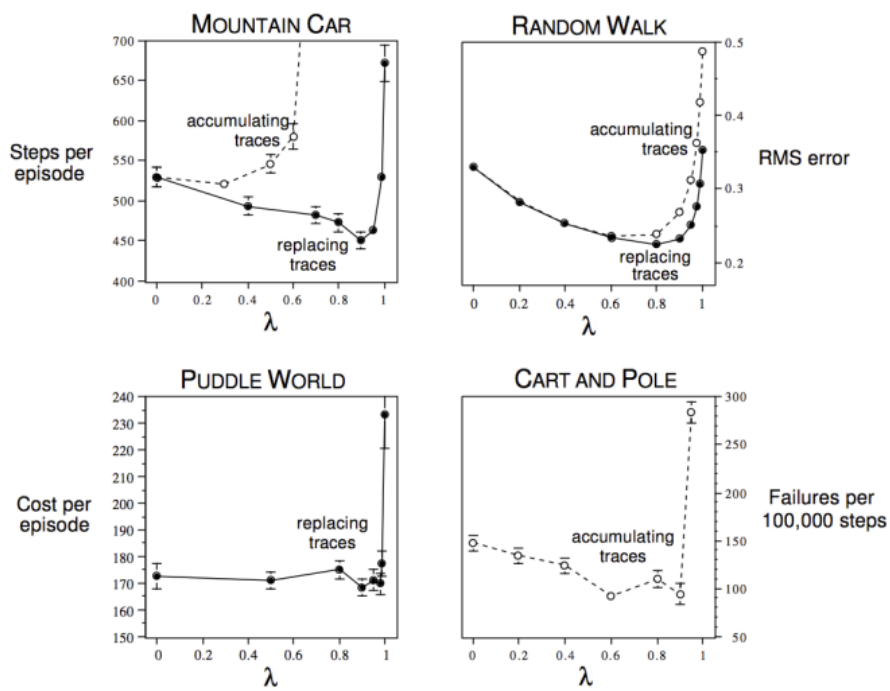 MOUNTAIN CAR
700
650
600
550
500
450
400
Steps per
episode
accumulating
traces
replacing
traces
0 0.2 0.4 0.6 0.8 1
λ
RANDOM WALK
0.5
0.4
0.3
0.2
RMS error
accumulating
traces
replacing
traces
0 0.2 0.4 0.6 0.8 1
λ
PUDDLE WORLD
240
230
220
210
200
190
180
170
160
150
Cost per
episode
replacing
traces
0 0.2 0.4 0.6 0.8 1
λ
CART AND POLE
300
250
200
150
100
50
Failures per
100,000 steps
accumulating
traces
0 0.2 0.4 0.6 0.8 1
λ